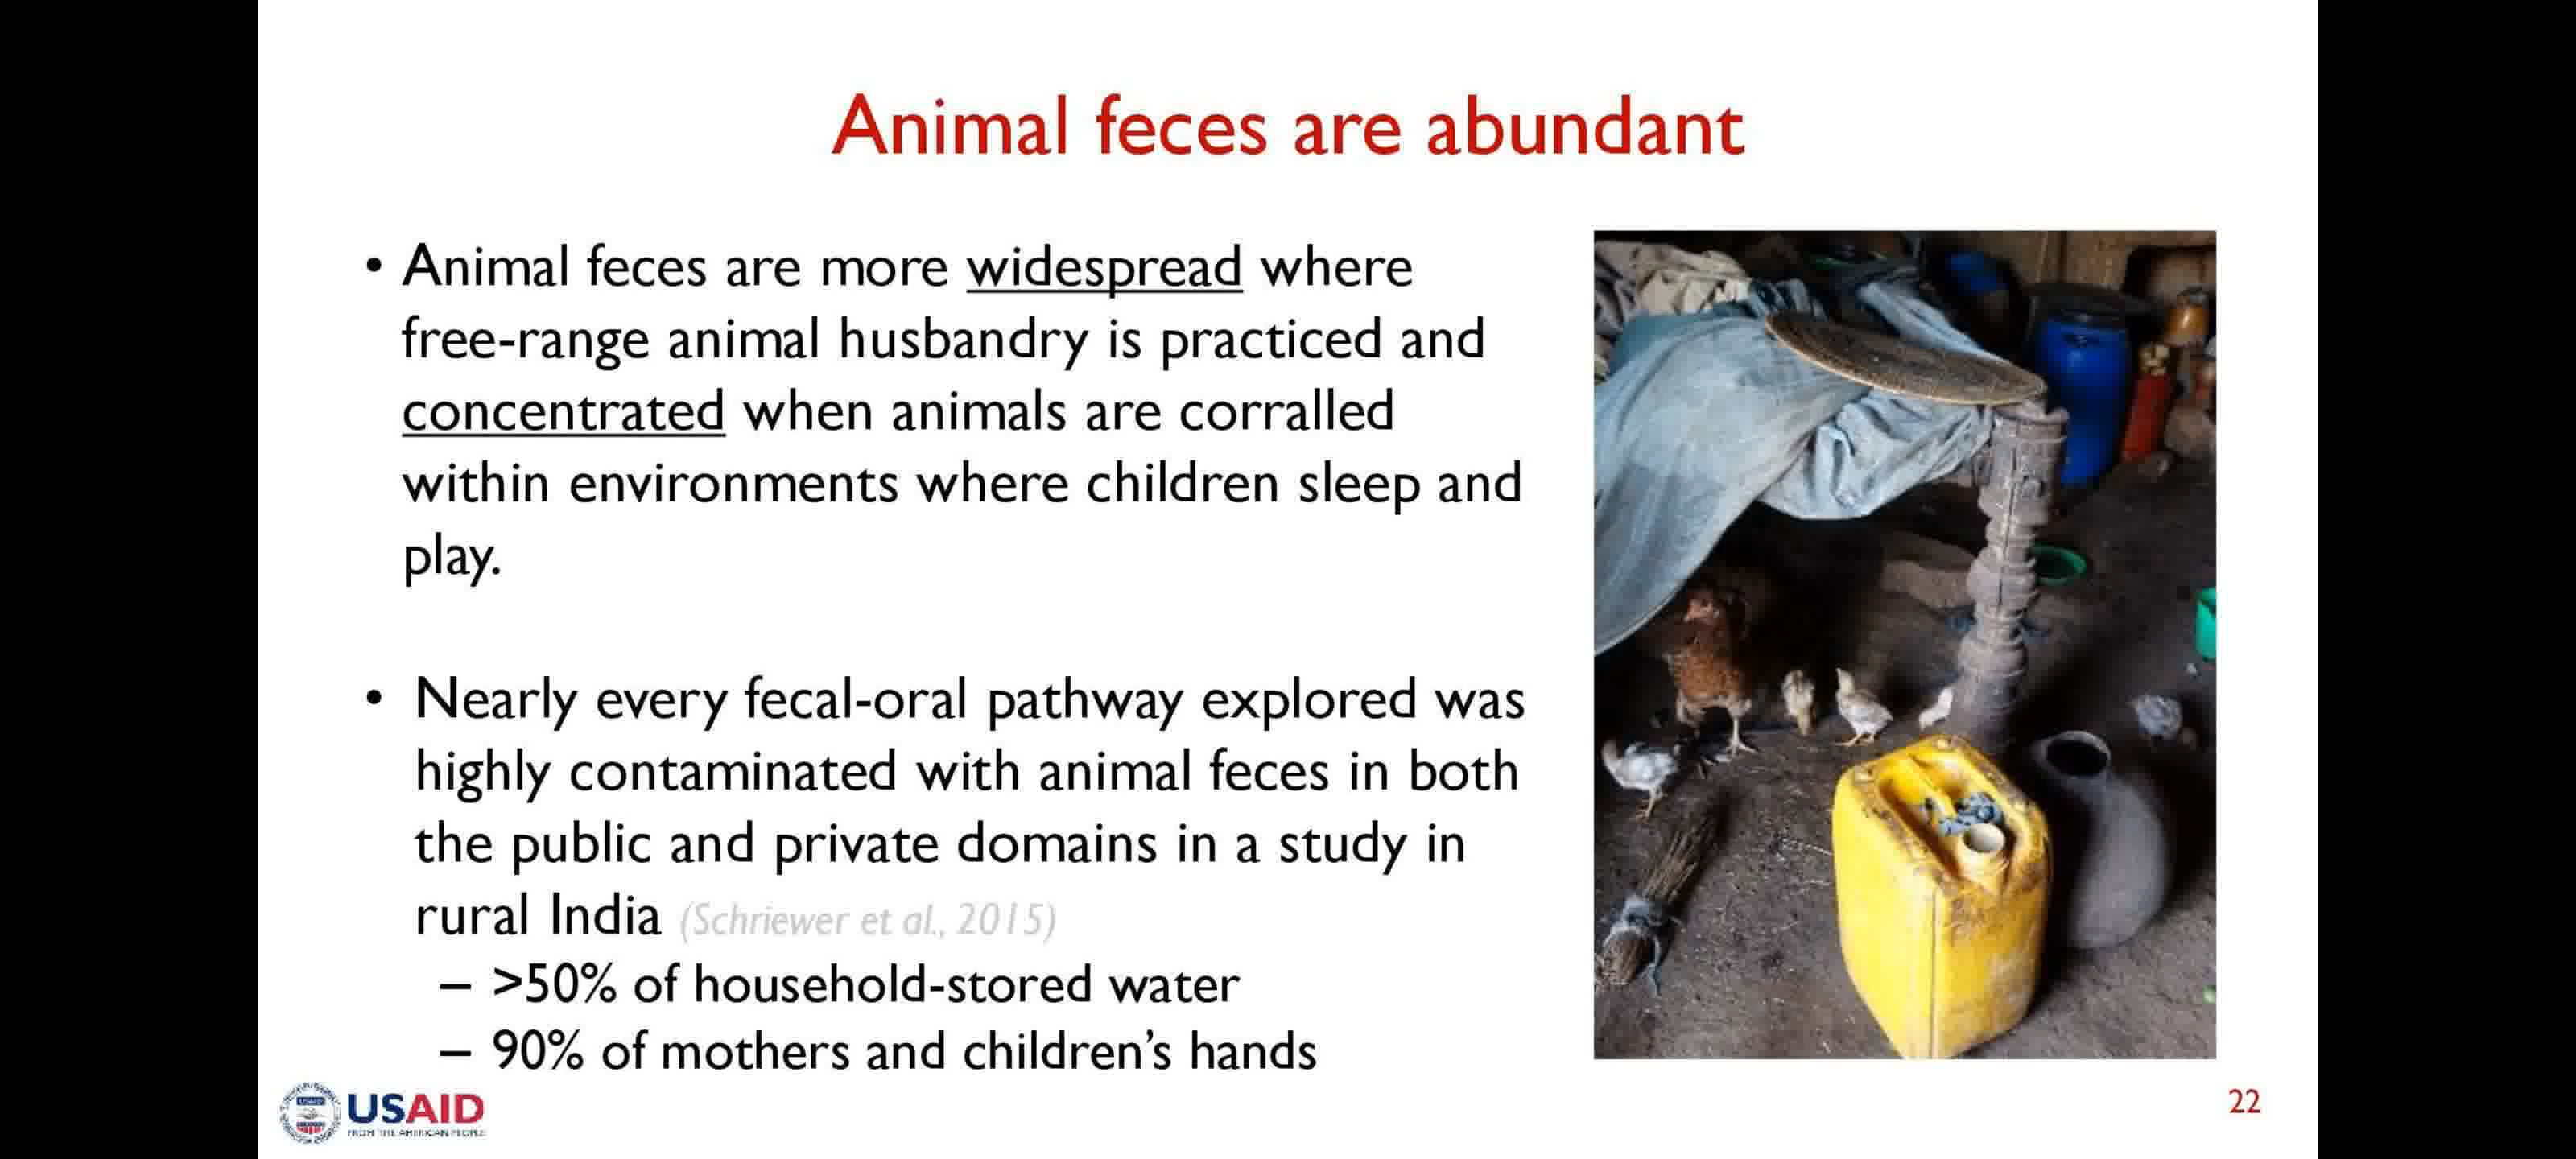 Animal feces are abundant
• Animal feces are more widespread where
free-range animal husbandry is practiced and
concentrated when animals are corralled
within environments where children sleep and
play.
• Nearly every fecal-oral pathway explored was
highly contaminated with animal feces in both
the public and private domains in a study in
rural India (Schriewer et al., 2015)
– >50% of household-stored water
– 90% of mothers and children's hands
USAID
FROM THE AMERICAN PEOPLE
22